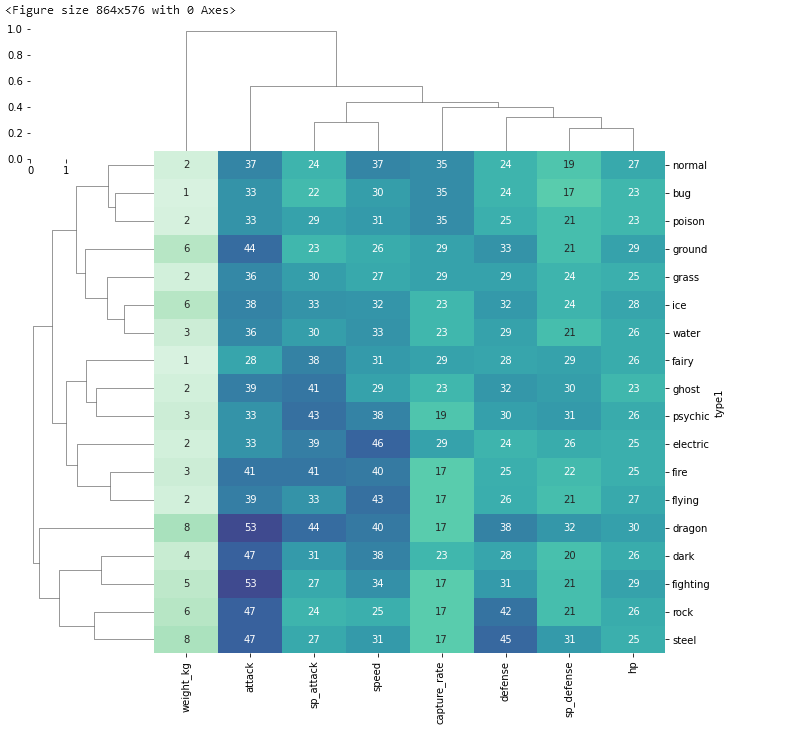 <Figure size 864x576 with 0 Axes>
1.0
0.8
0.6
0.4
0.2
0.0
0 1
2 37 24 37 35 24 19 27 normal
1 33 22 30 35 24 17 23 bug
2 33 29 31 35 25 21 23 poison
6 44 23 26 29 33 21 29 ground
2 36 30 27 29 29 24 25 grass
6 38 33 32 23 32 24 28 ice
3 36 30 33 23 29 21 26 water
1 28 38 31 29 28 29 26 fairy
2 39 41 29 23 32 30 23 ghost
3 33 43 38 19 30 31 26 psychic
2 33 39 46 29 24 26 25 electric
3 41 41 40 17 25 22 25 fire
2 39 33 43 17 26 21 27 flying
8 53 44 40 17 38 32 30 dragon
4 47 31 38 23 28 20 26 dark
5 53 27 34 17 31 21 29 fighting
6 47 24 25 17 42 21 26 rock
8 47 27 31 17 45 31 25 steel
type1
weight_kg attack sp_attack speed capture_rate defense sp_defense hp